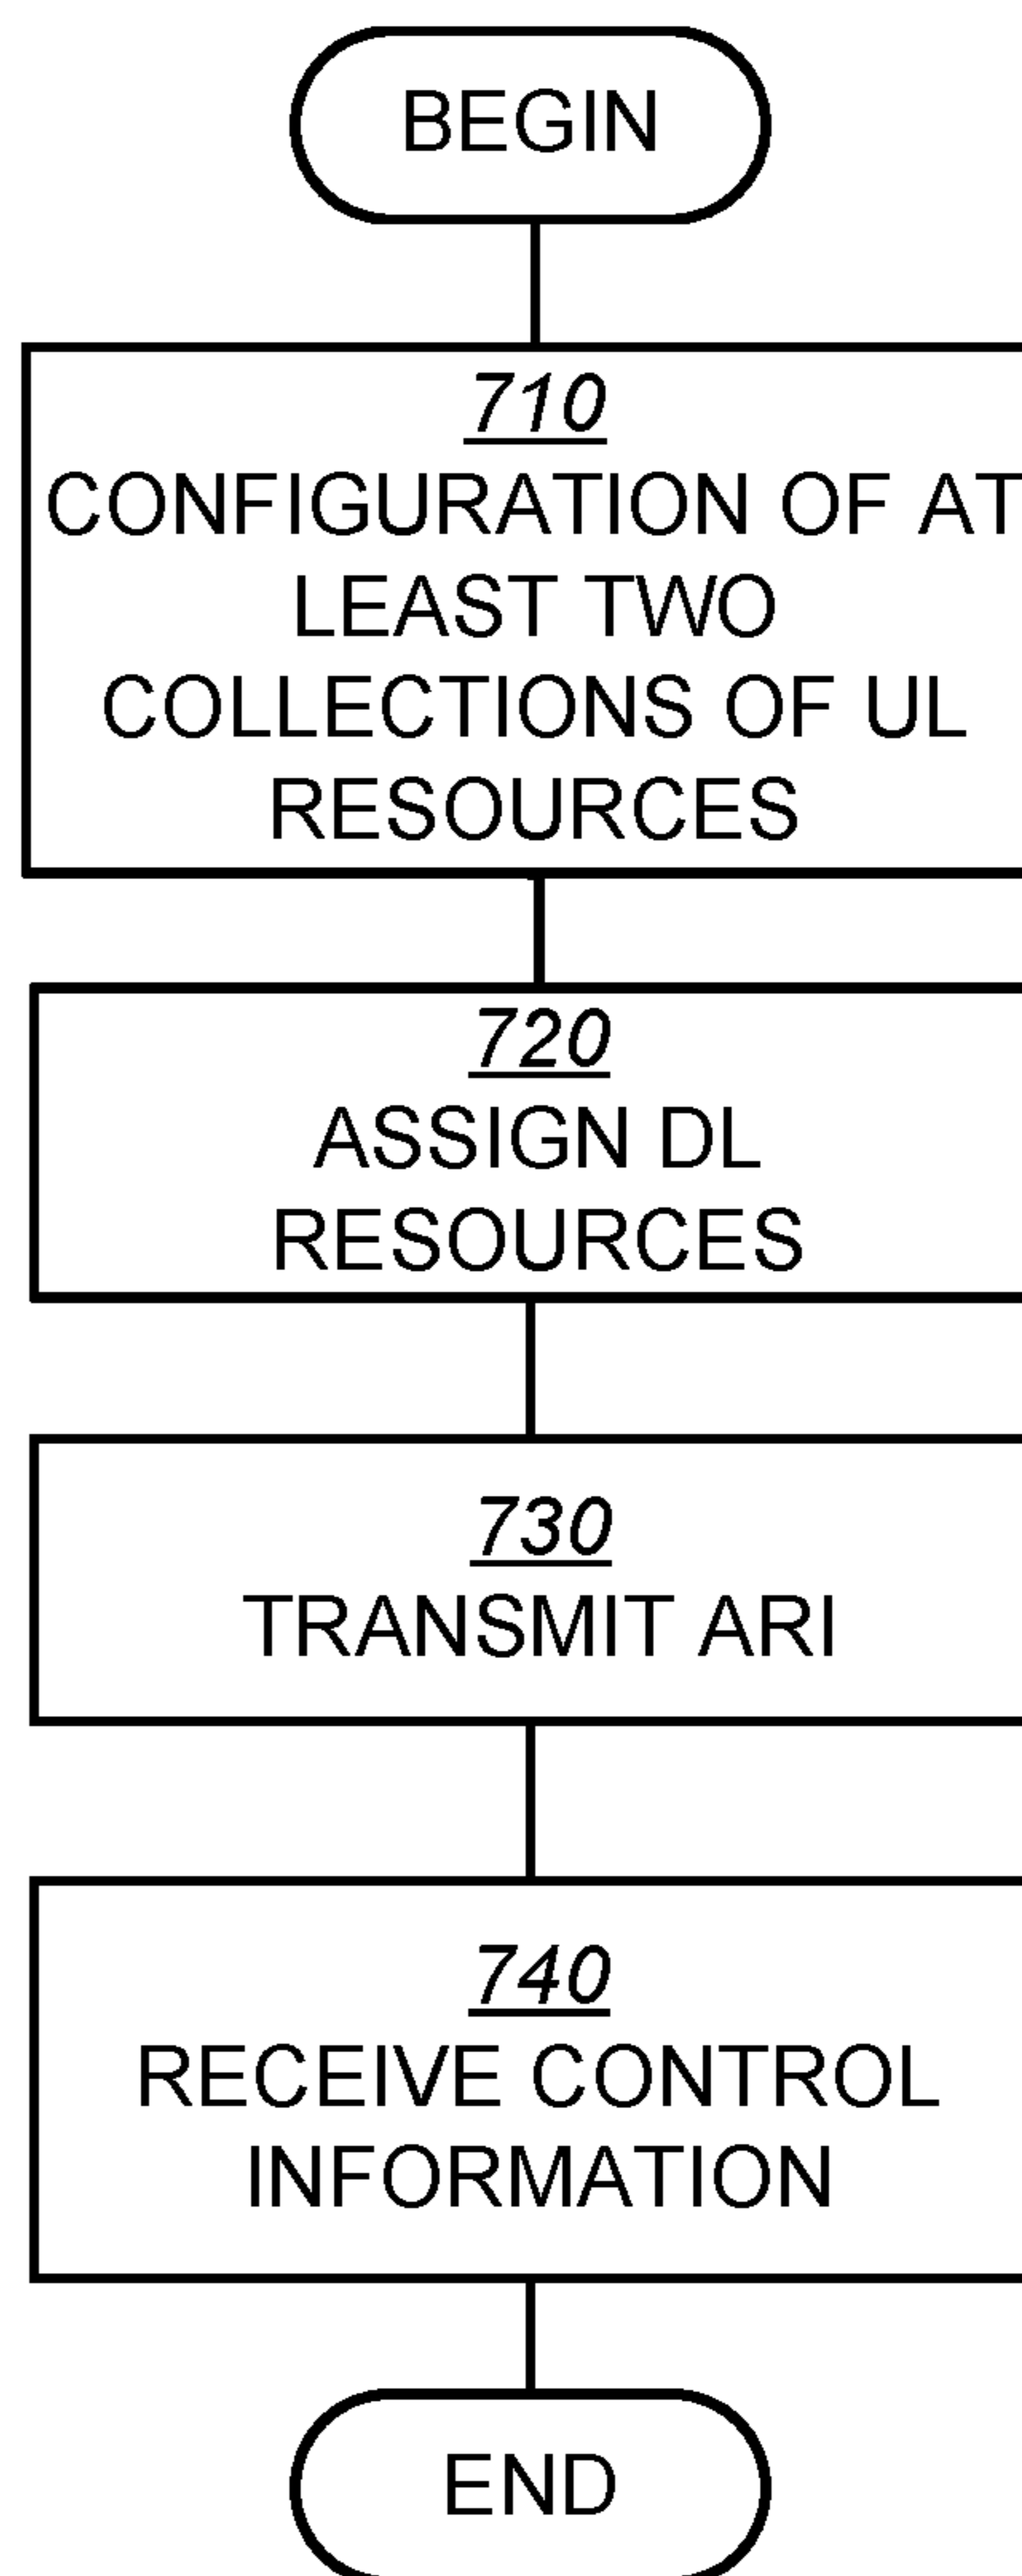 BEGIN
710
CONFIGURATION OF AT
LEAST TWO
COLLECTIONS OF UL
RESOURCES
720
ASSIGN DL
RESOURCES
730
TRANSMIT ARI
740
RECEIVE CONTROL
INFORMATION
END